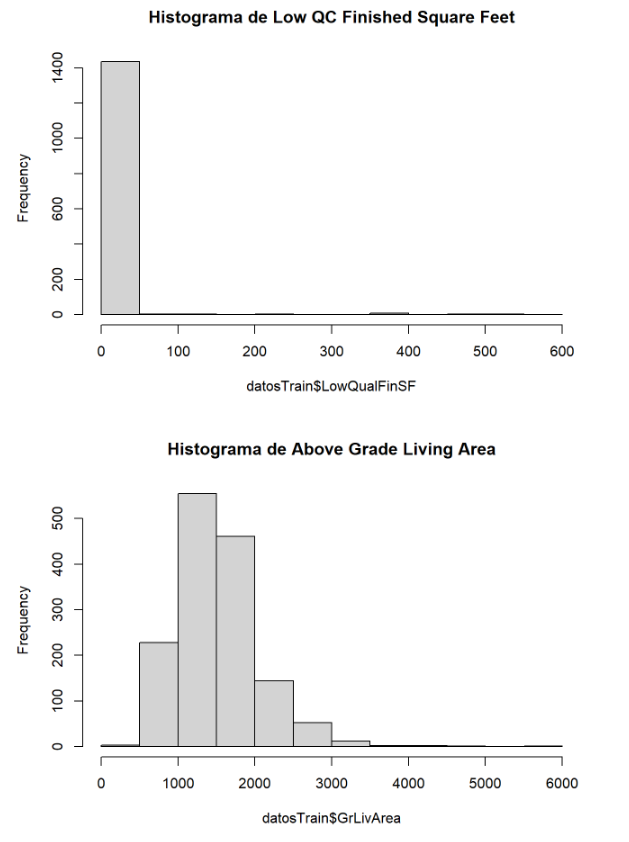 Histograma de Low QC Finished Square Feet
1400
1000
600
200
0
Frequency
0 100 200 300 400 500 600
datosTrain$LowQualFinSF
Histograma de Above Grade Living Area
500
400
300
200
100
0
Frequency
0 1000 2000 3000 4000 5000 6000
datosTrain$GrLivArea